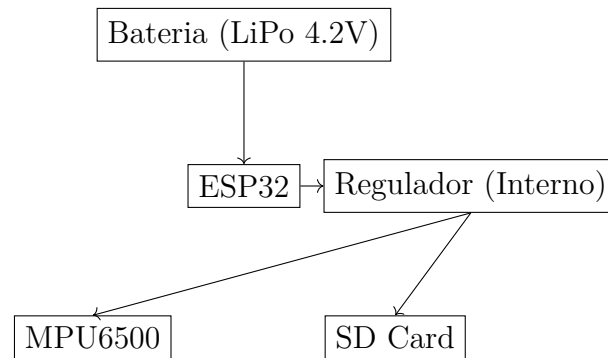 Bateria (LiPo 4.2V)
ESP32
Regulador (Interno)
MPU6500
SD Card